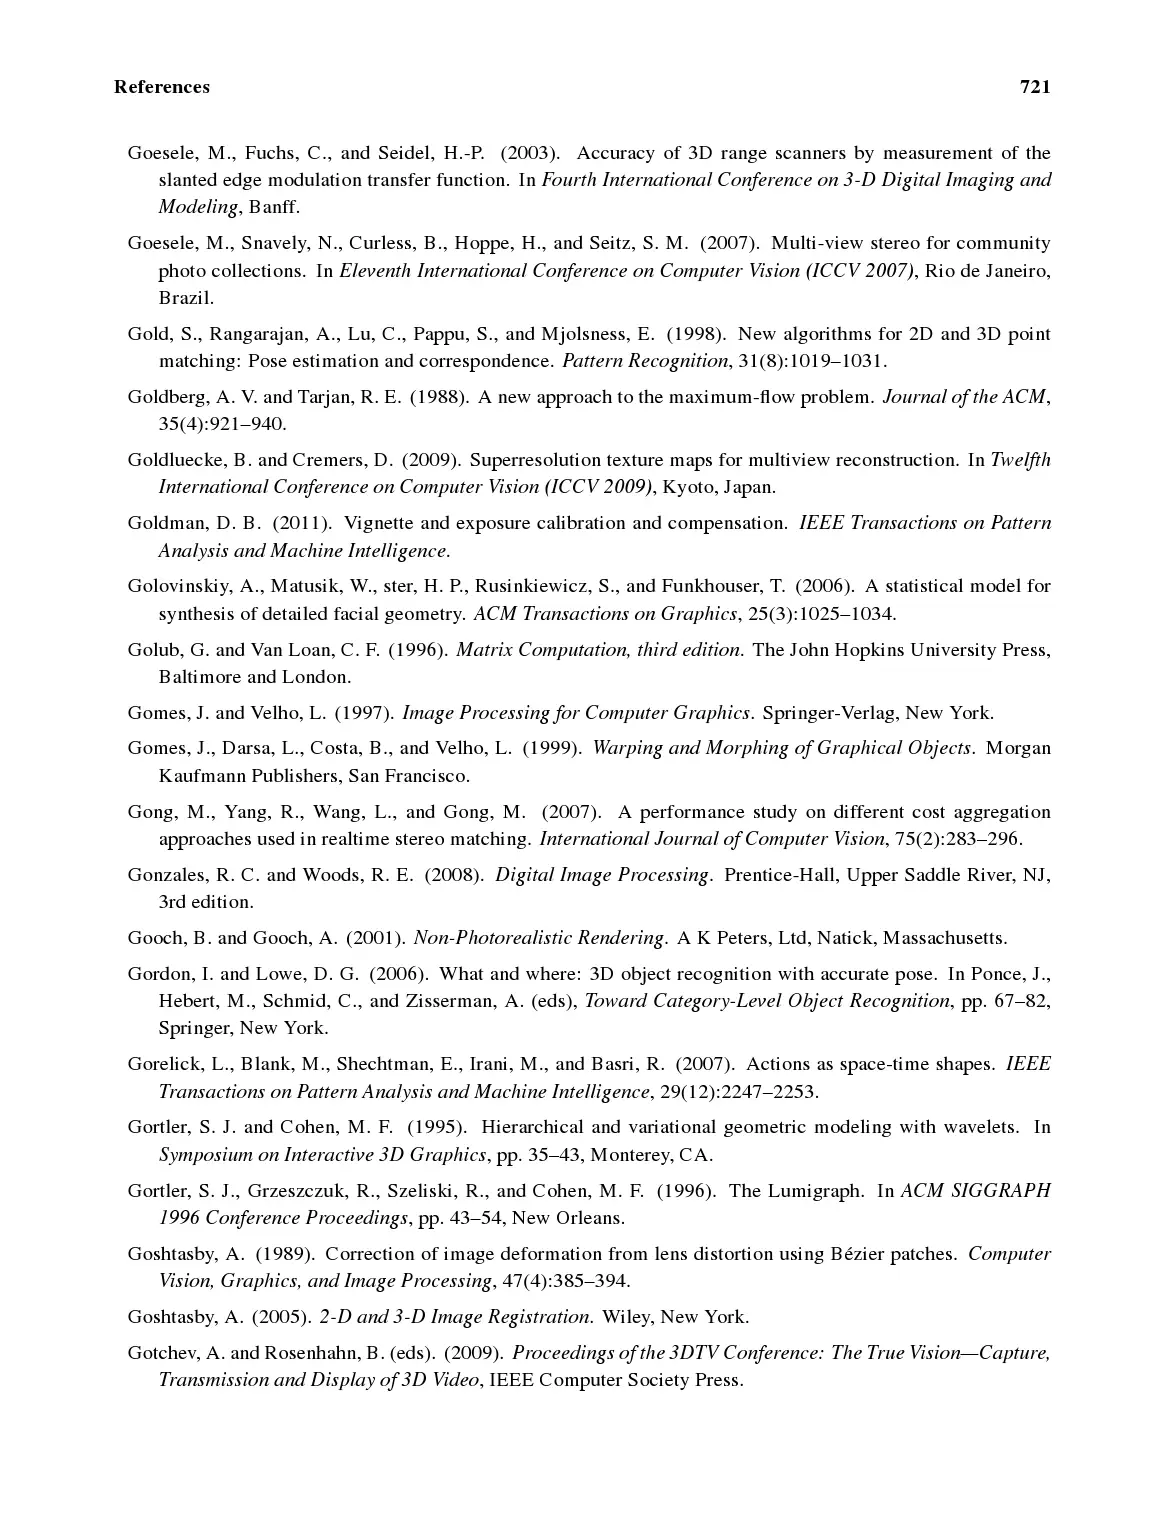 References 721
Goesele, M., Fuchs, C., and Seidel, H.-P. (2003). Accuracy of 3D range scanners by measurement of the
slanted edge modulation transfer function. In Fourth International Conference on 3-D Digital Imaging and
Modeling, Banff.
Goesele, M., Snavely, N., Curless, B., Hoppe, H., and Seitz, S. M. (2007). Multi-view stereo for community
photo collections. In Eleventh International Conference on Computer Vision (ICCV 2007), Rio de Janeiro,
Brazil.
Gold, S., Rangarajan, A., Lu, C., Pappu, S., and Mjolsness, E. (1998). New algorithms for 2D and 3D point
matching: Pose estimation and correspondence. Pattern Recognition, 31(8):1019–1031.
Goldberg, A. V. and Tarjan, R. E. (1988). A new approach to the maximum-flow problem. Journal of the ACM,
35(4):921–940.
Goldluecke, B. and Cremers, D. (2009). Superresolution texture maps for multiview reconstruction. In Twelfth
International Conference on Computer Vision (ICCV 2009), Kyoto, Japan.
Goldman, D. B. (2011). Vignette and exposure calibration and compensation. IEEE Transactions on Pattern
Analysis and Machine Intelligence.
Golovinskiy, A., Matusik, W., ster, H. P., Rusinkiewicz, S., and Funkhouser, T. (2006). A statistical model for
synthesis of detailed facial geometry. ACM Transactions on Graphics, 25(3):1025–1034.
Golub, G. and Van Loan, C. F. (1996). Matrix Computation, third edition. The John Hopkins University Press,
Baltimore and London.
Gomes, J. and Velho, L. (1997). Image Processing for Computer Graphics. Springer-Verlag, New York.
Gomes, J., Darsa, L., Costa, B., and Velho, L. (1999). Warping and Morphing of Graphical Objects. Morgan
Kaufmann Publishers, San Francisco.
Gong, M., Yang, R., Wang, L., and Gong, M. (2007). A performance study on different cost aggregation
approaches used in realtime stereo matching. International Journal of Computer Vision, 75(2):283–296.
Gonzales, R. C. and Woods, R. E. (2008). Digital Image Processing. Prentice-Hall, Upper Saddle River, NJ,
3rd edition.
Gooch, B. and Gooch, A. (2001). Non-Photorealistic Rendering. A K Peters, Ltd, Natick, Massachusetts.
Gordon, I. and Lowe, D. G. (2006). What and where: 3D object recognition with accurate pose. In Ponce, J.,
Hebert, M., Schmid, C., and Zisserman, A. (eds), Toward Category-Level Object Recognition, pp. 67–82,
Springer, New York.
Gorelick, L., Blank, M., Shechtman, E., Irani, M., and Basri, R. (2007). Actions as space-time shapes. IEEE
Transactions on Pattern Analysis and Machine Intelligence, 29(12):2247–2253.
Gortler, S. J. and Cohen, M. F. (1995). Hierarchical and variational geometric modeling with wavelets. In
Symposium on Interactive 3D Graphics, pp. 35–43, Monterey, CA.
Gortler, S. J., Grzeszczuk, R., Szeliski, R., and Cohen, M. F. (1996). The Lumigraph. In ACM SIGGRAPH
1996 Conference Proceedings, pp. 43–54, New Orleans.
Goshtasby, A. (1989). Correction of image deformation from lens distortion using Bézier patches. Computer
Vision, Graphics, and Image Processing, 47(4):385–394.
Goshtasby, A. (2005). 2-D and 3-D Image Registration. Wiley, New York.
Gotchev, A. and Rosenhahn, B. (eds). (2009). Proceedings of the 3DTV Conference: The True Vision—Capture,
Transmission and Display of 3D Video, IEEE Computer Society Press.